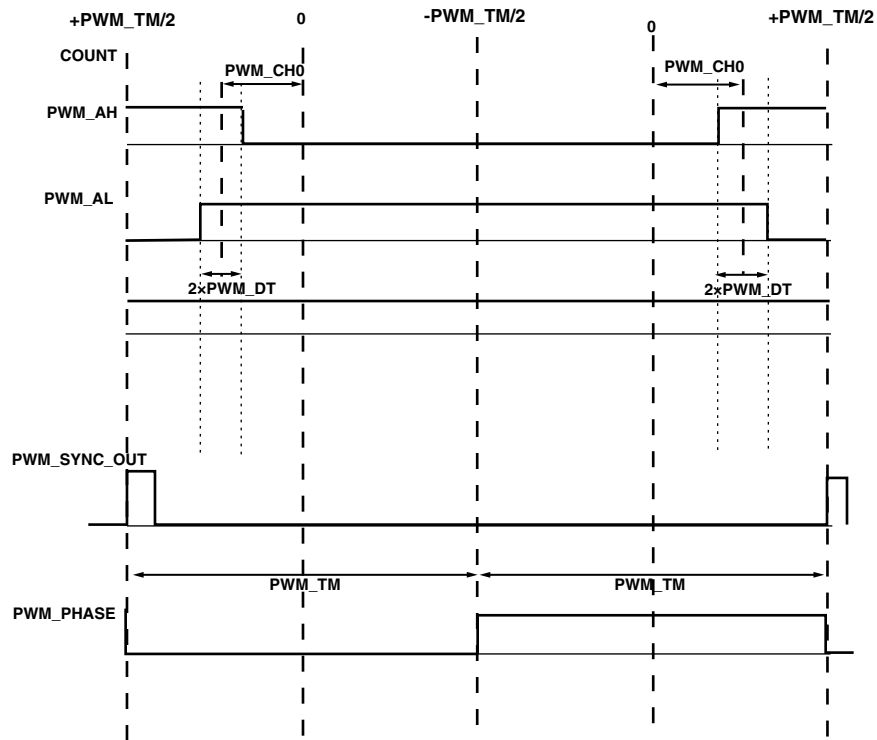 +PWM_TM/2 0 -PWM_TM/2 0 +PWM_TM/2
COUNT
PWM_CH0 PWM_CH0
PWM_AH
PWM_AL
2×PWM_DT 2×PWM_DT
PWM_SYNC_OUT
PWM_TM PWM_TM
PWM_PHASE